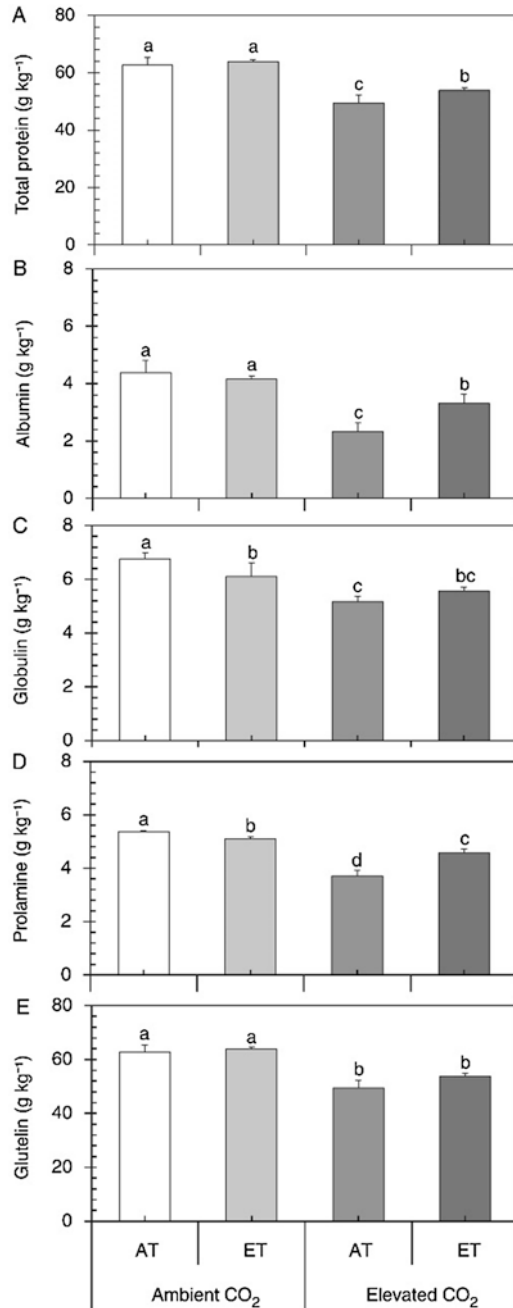 A
80
60
40
20
0
Total protein (g kg⁻¹)
a
a
c
b
B
8
6
4
2
0
Albumin (g kg⁻¹)
a
a
c
b
C
8
6
4
2
0
Globulin (g kg⁻¹)
a
b
c
bc
D
8
6
4
2
0
Prolamine (g kg⁻¹)
a
b
d
c
E
80
60
40
20
0
Glutelin (g kg⁻¹)
a
a
b
b
AT ET AT ET
Ambient CO₂ Elevated CO₂